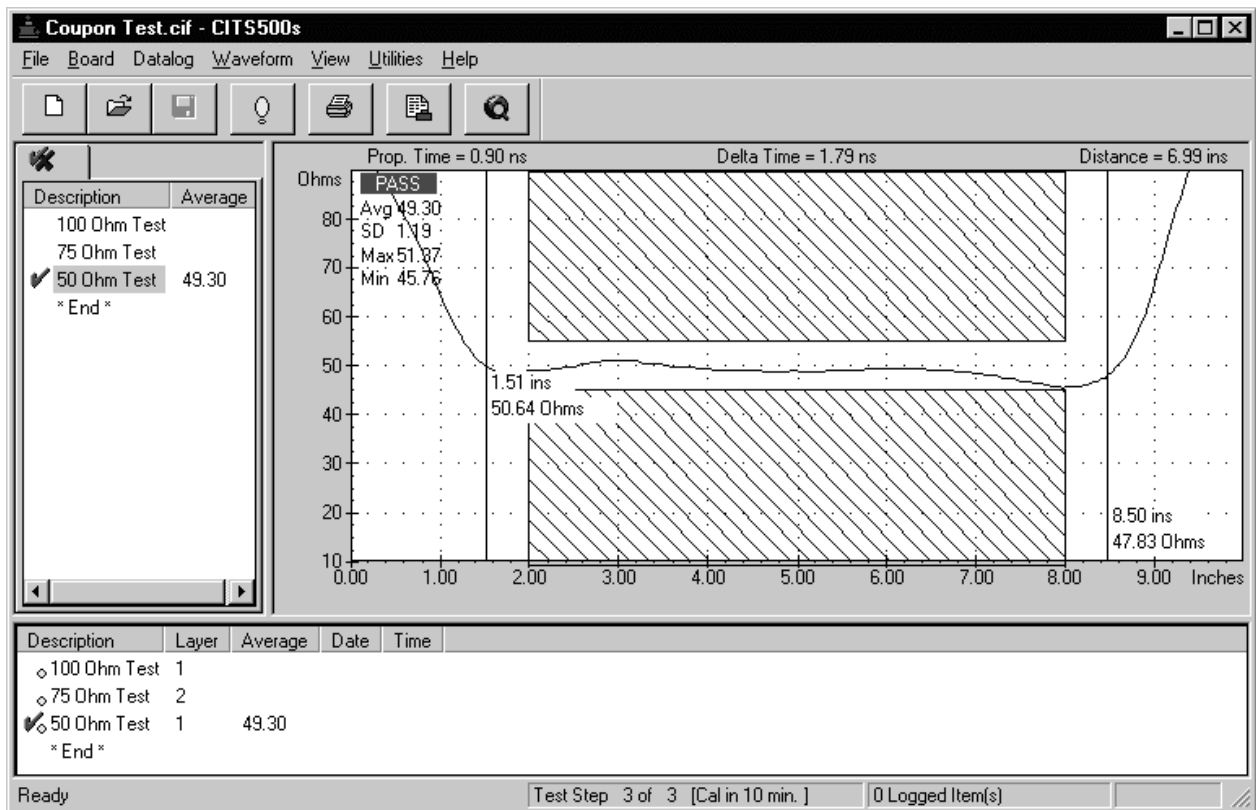 Coupon Test.cif - CITS500s
File Board Datalog Waveform View Utilities Help
Description Average
100 Ohm Test
75 Ohm Test
50 Ohm Test 49.30
* End *
Prop. Time = 0.90 ns Delta Time = 1.79 ns Distance = 6.99 ins
Ohms
PASS
Avg 49.30
SD 1.19
Max 51.37
Min 45.76
80
70
60
50
40
30
20
10
1.51 ins
50.64 Ohms
8.50 ins
47.83 Ohms
0.00 1.00 2.00 3.00 4.00 5.00 6.00 7.00 8.00 9.00 Inches
Description Layer Average Date Time
100 Ohm Test 1
75 Ohm Test 2
50 Ohm Test 1 49.30
* End *
Ready Test Step 3 of 3 [Cal in 10 min. ] 0 Logged Item(s)